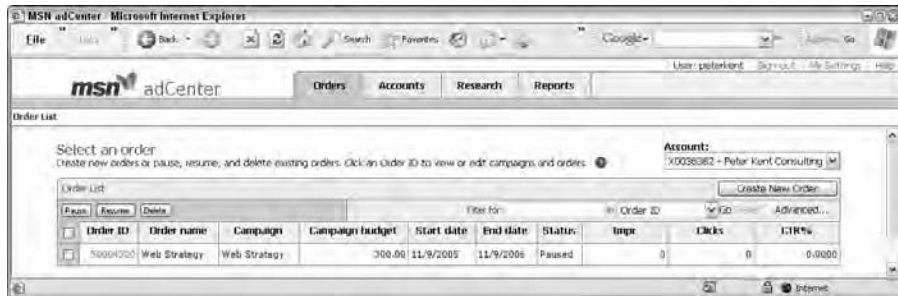 MSN adCenter - Microsoft Internet Explorer
File Back Search Favorites Google Go
User: peterkent Sign out My Settings Help
msn adCenter Orders Accounts Research Reports
Order List
Select an order
Create new orders or pause, resume, and delete existing orders. Click an Order ID to view or edit campaigns and orders.
Account:
X0036382 - Peter Kent Consulting
Order List Create New Order
Pause Resume Delete Filter for: in Order ID Go Advanced...
Order ID Order name Campaign Campaign budget Start date End date Status Impr Clicks CTR%
Web Strategy Web Strategy 300.00 11/9/2005 11/9/2006 Paused 0 0 0.0000
Internet